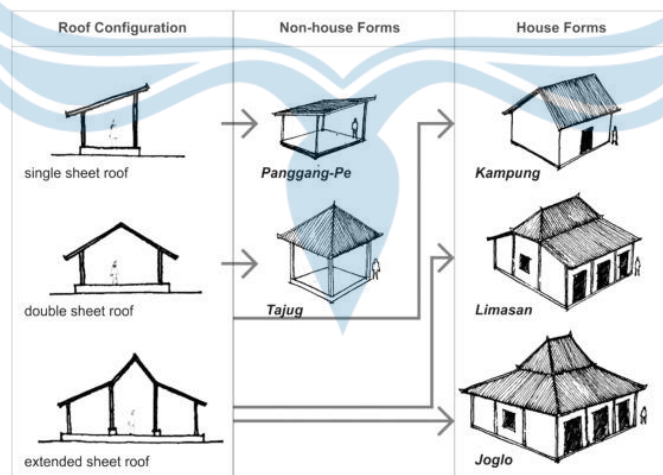 Roof Configuration
Non-house Forms
House Forms
single sheet roof
Panggang-Pe
Kampung
double sheet roof
Tajug
Limasan
extended sheet roof
Joglo